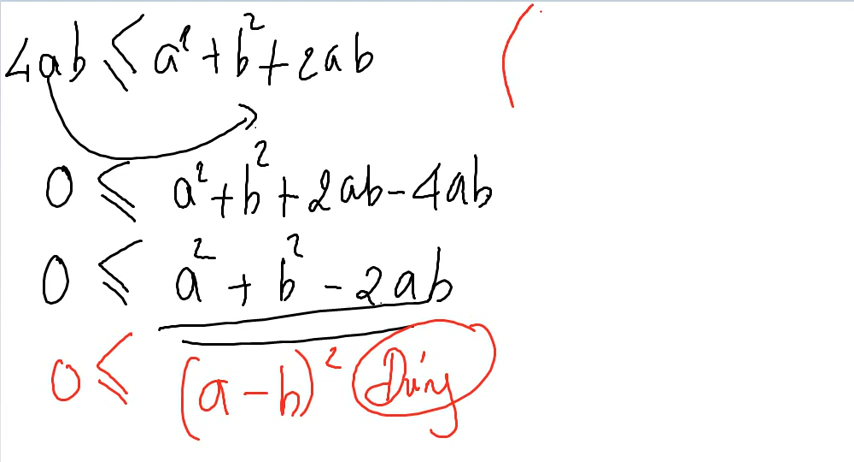 4ab ≤ a² + b² + 2ab
0 ≤ a² + b² + 2ab - 4ab
0 ≤ a² + b² - 2ab
0 ≤ (a - b)² Đúng